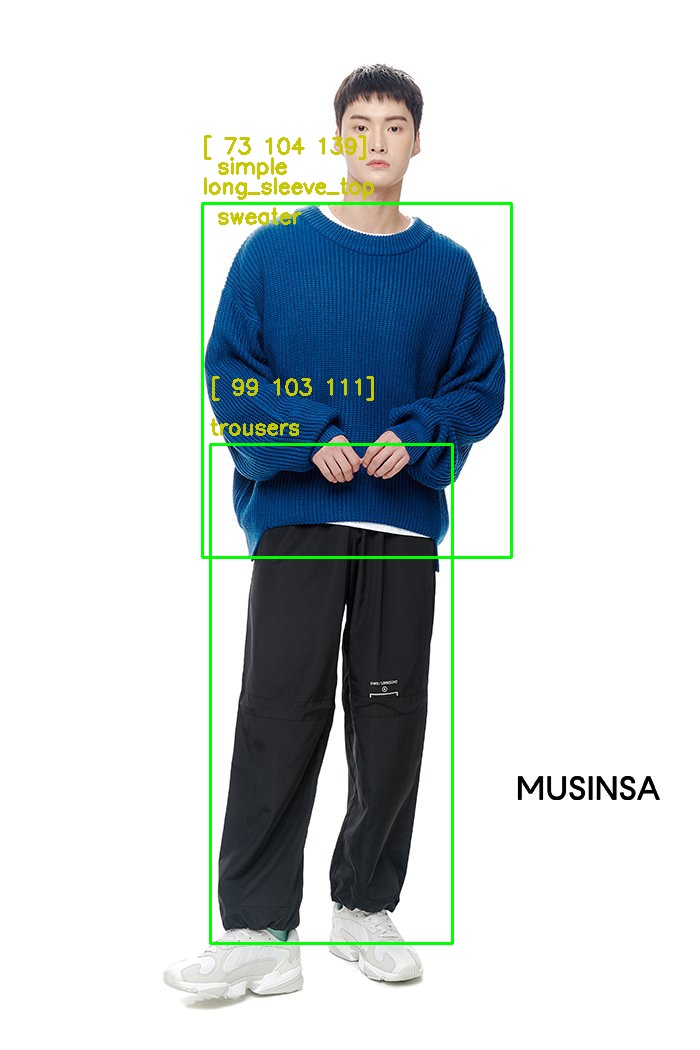 [ 73 104 139]
simple
long_sleeve_top
sweater
[ 99 103 111]
trousers
MUSINSA